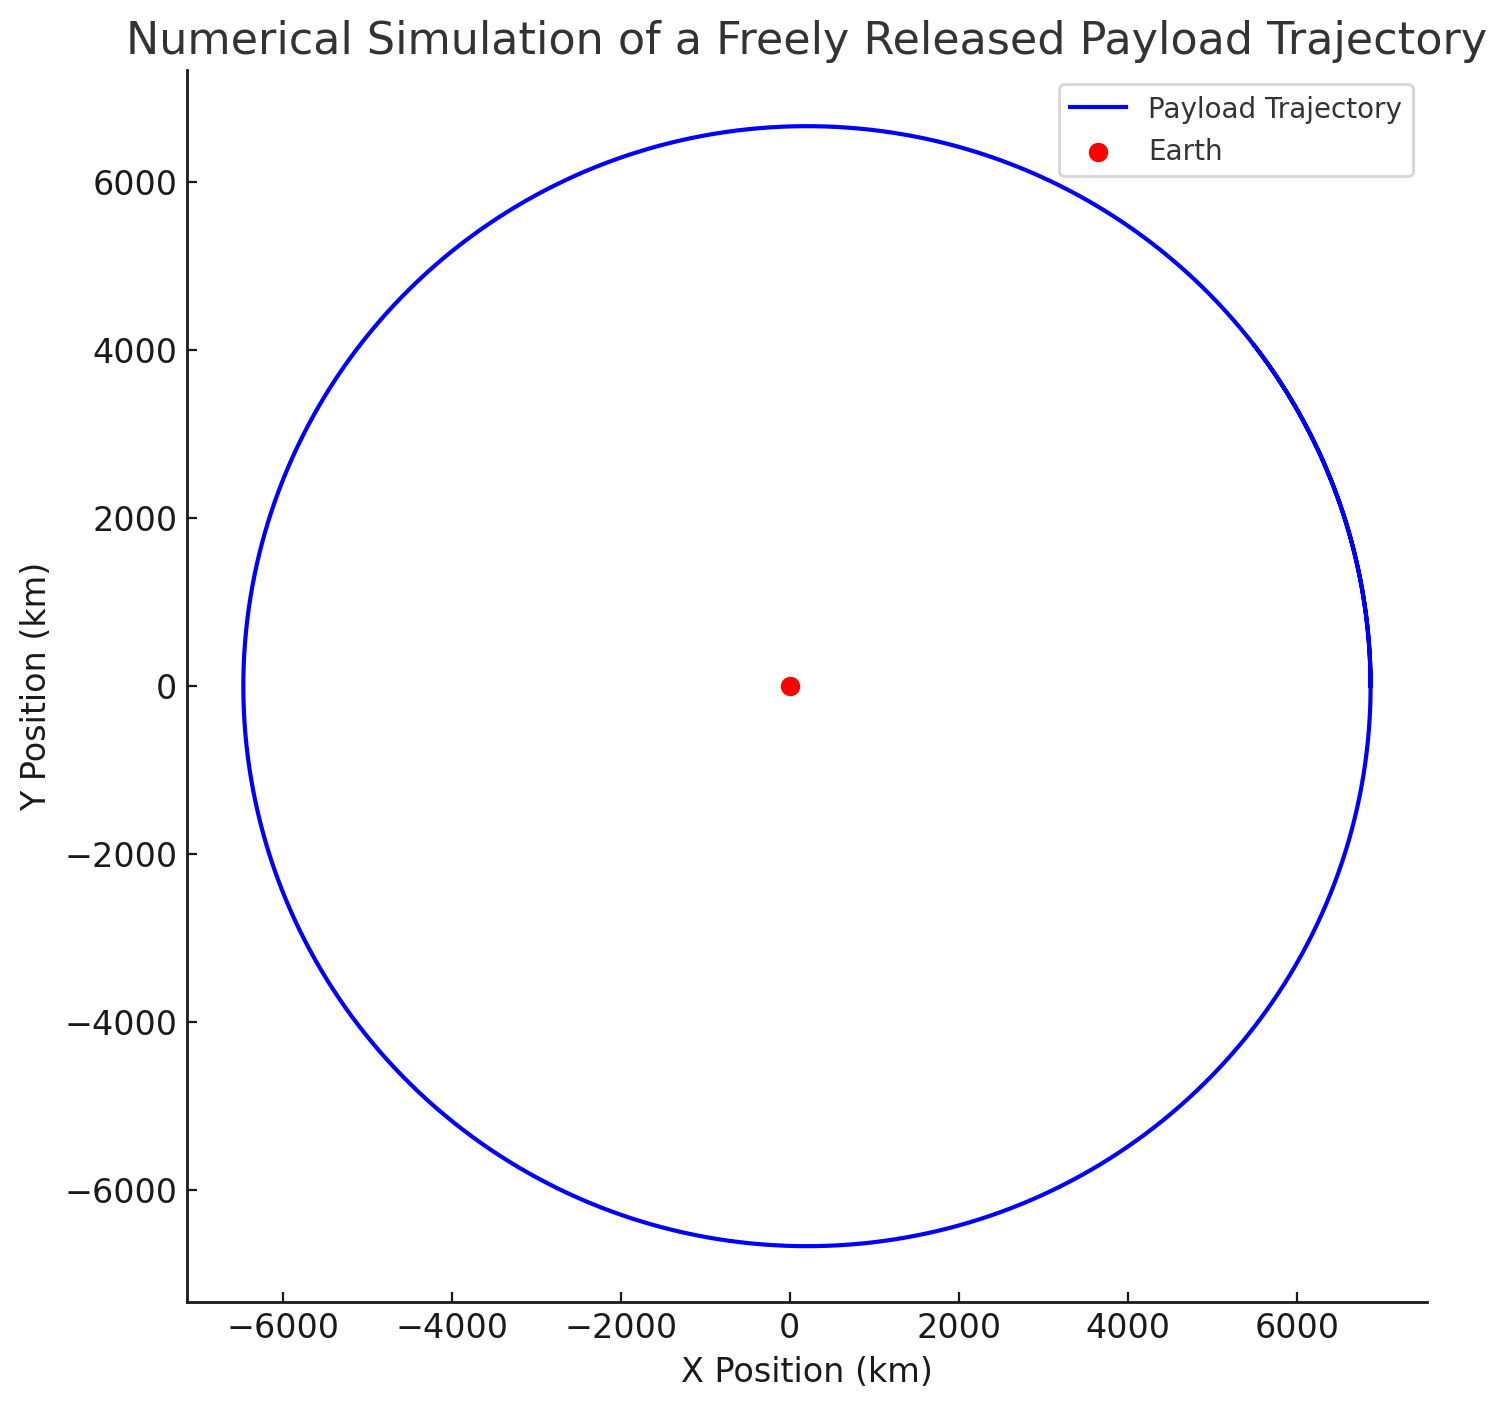 Numerical Simulation of a Freely Released Payload Trajectory
Payload Trajectory
Earth
6000
4000
2000
0
−2000
−4000
−6000
Y Position (km)
−6000 −4000 −2000 0 2000 4000 6000
X Position (km)